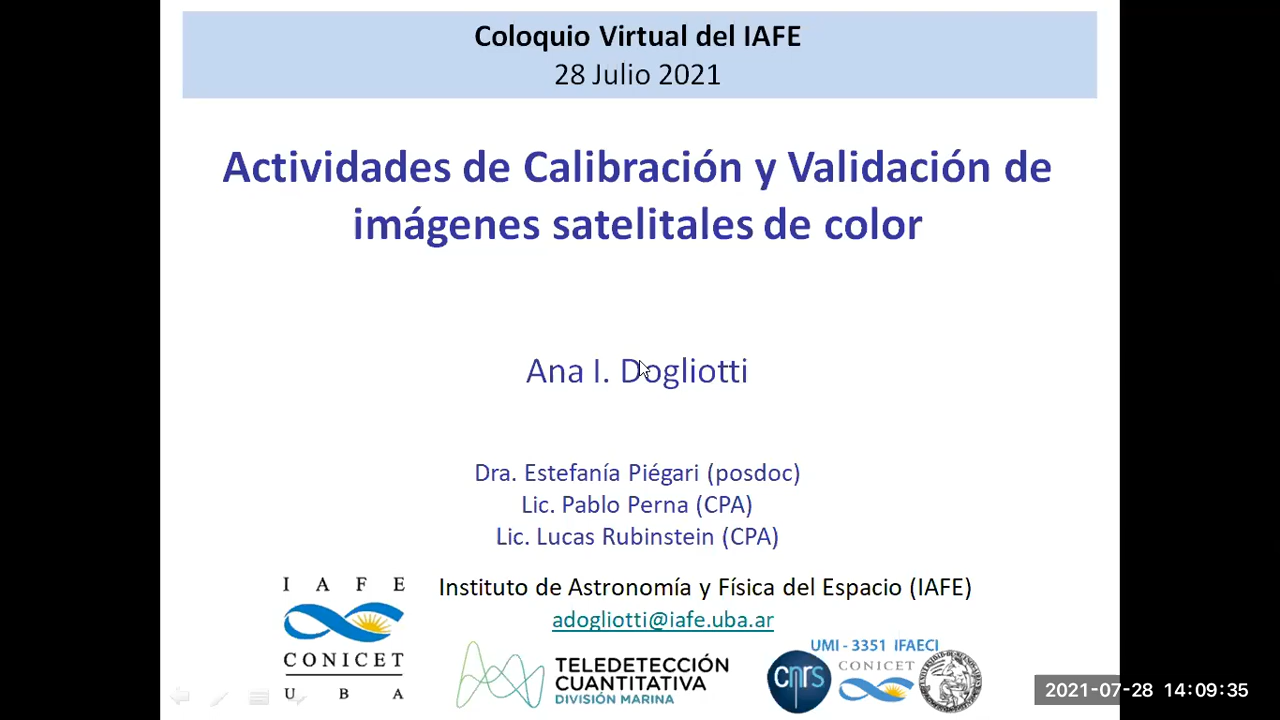 Coloquio Virtual del IAFE
28 Julio 2021
Actividades de Calibración y Validación de
imágenes satelitales de color
Ana I. Dogliotti
Dra. Estefanía Piégari (posdoc)
Lic. Pablo Perna (CPA)
Lic. Lucas Rubinstein (CPA)
I A F E
CONICET
U B A
Instituto de Astronomía y Física del Espacio (IAFE)
adogliotti@iafe.uba.ar
TELEDETECCIÓN
CUANTITATIVA
DIVISIÓN MARINA
UMI - 3351 IFAECI
cnrs
CONICET
2021-07-28 14:09:35